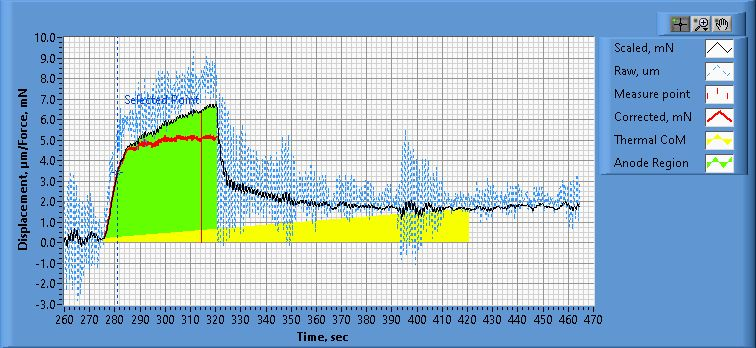 Scaled, mN
Raw, um
Measure point
Corrected, mN
Thermal CoM
Anode Region
Displacement, µm/Force, mN
10.0
9.0
8.0
7.0
6.0
5.0
4.0
3.0
2.0
1.0
0.0
-1.0
-2.0
-3.0
Selected Point
260 270 280 290 300 310 320 330 340 350 360 370 380 390 400 410 420 430 440 450 460 470
Time, sec